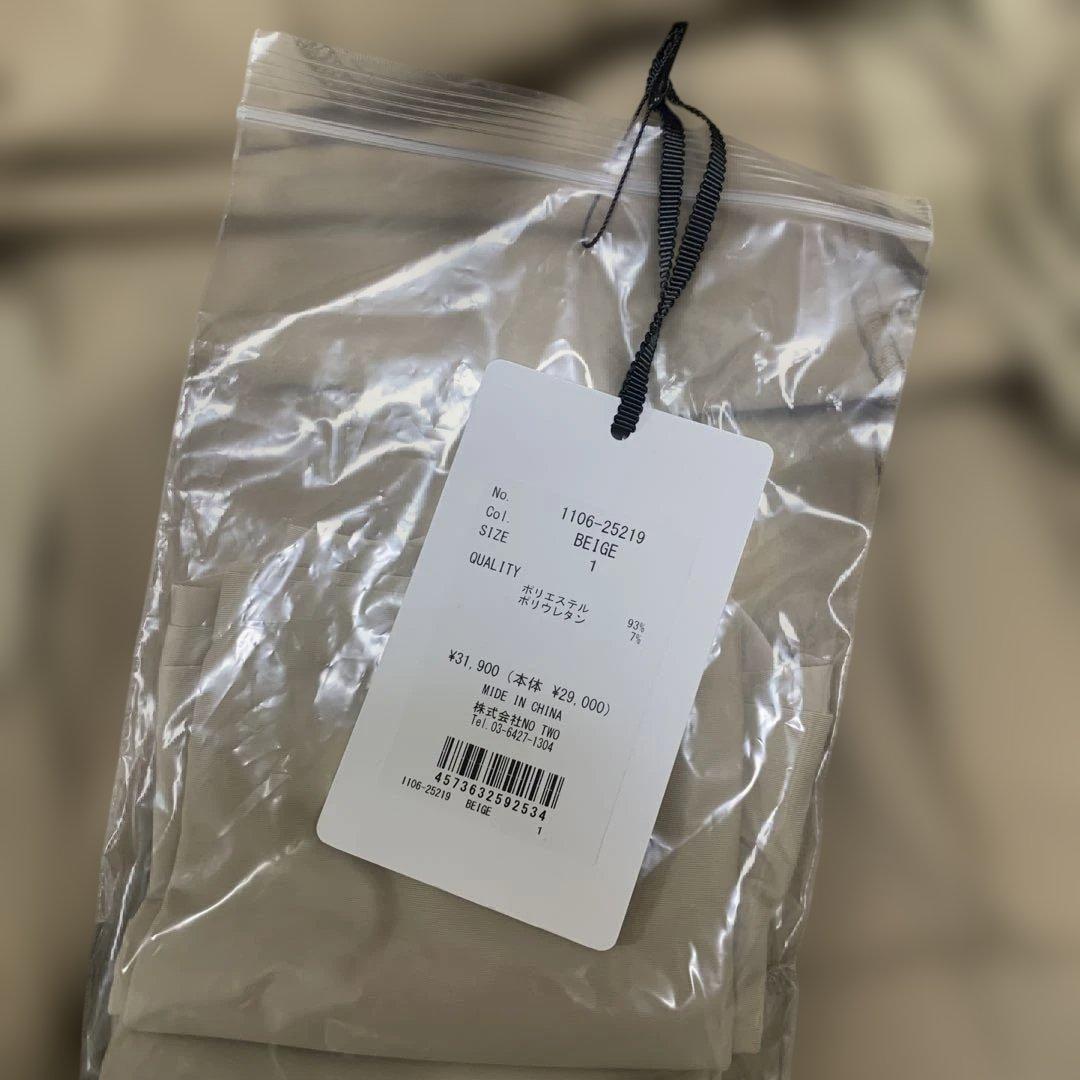 No. 1106-25219
Col. BEIGE
SIZE 1
QUALITY
ポリエステル 93%
ポリウレタン 7%
¥31,900 (本体 ¥29,000)
MIDE IN CHINA
株式会社NO TWO
Tel.03-6427-1304
4573632592534
1106-25219 BEIGE 1